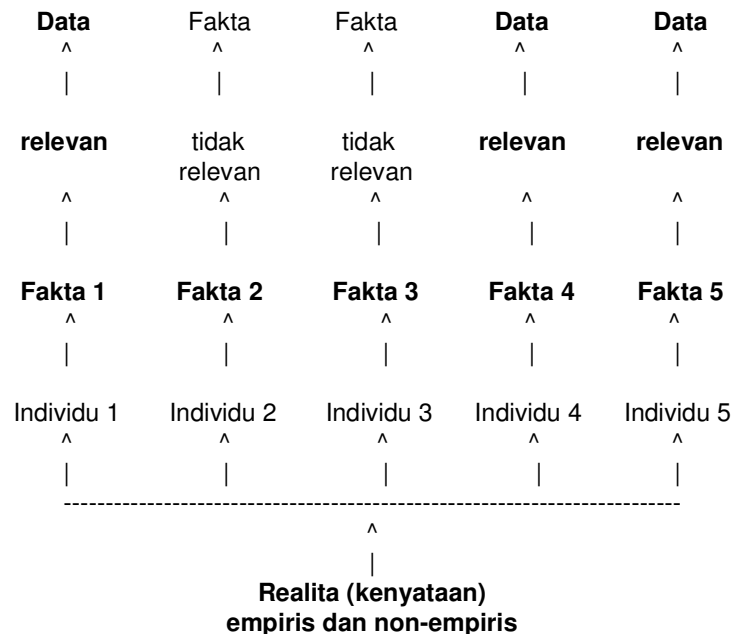 Data Fakta Fakta Data Data
^ ^ ^ ^ ^
| | | | |
relevan tidak tidak relevan relevan
relevan relevan
^ ^ ^ ^ ^
| | | | |
Fakta 1 Fakta 2 Fakta 3 Fakta 4 Fakta 5
^ ^ ^ ^ ^
| | | | |
Individu 1 Individu 2 Individu 3 Individu 4 Individu 5
^ ^ ^ ^ ^
| | | | |
--------------------------------------------------------------------------
^
|
Realita (kenyataan)
empiris dan non-empiris